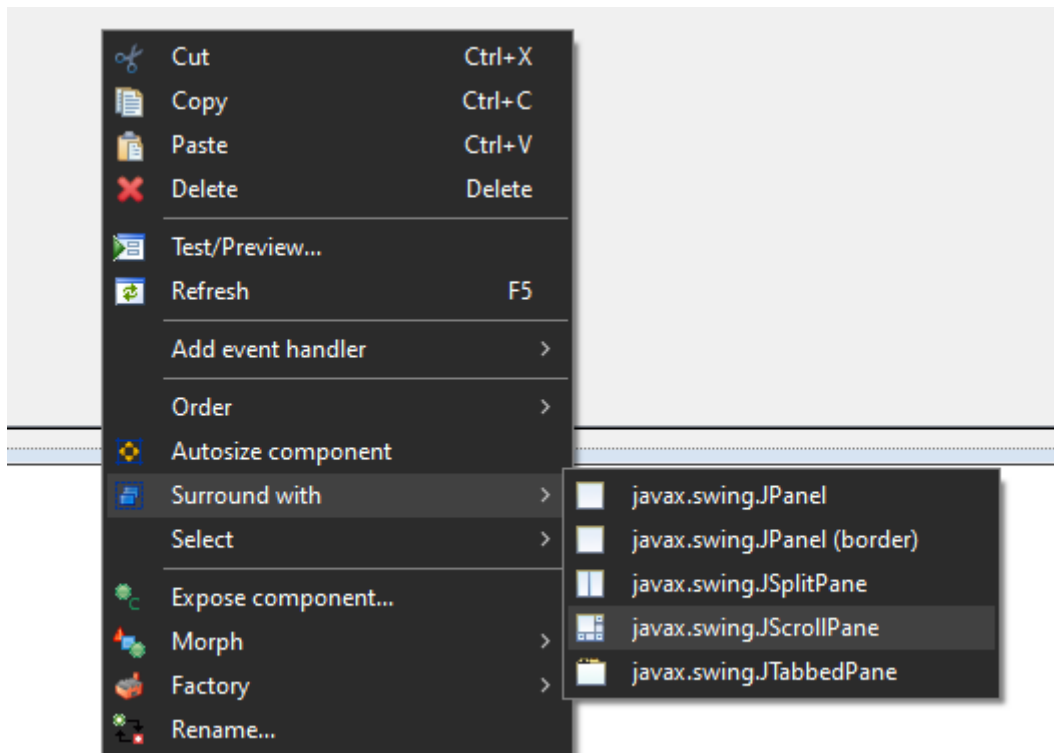 Cut Ctrl+X
Copy Ctrl+C
Paste Ctrl+V
Delete Delete
Test/Preview...
Refresh F5
Add event handler
Order
Autosize component
Surround with
Select
Expose component...
Morph
Factory
Rename...
javax.swing.JPanel
javax.swing.JPanel (border)
javax.swing.JSplitPane
javax.swing.JScrollPane
javax.swing.JTabbedPane